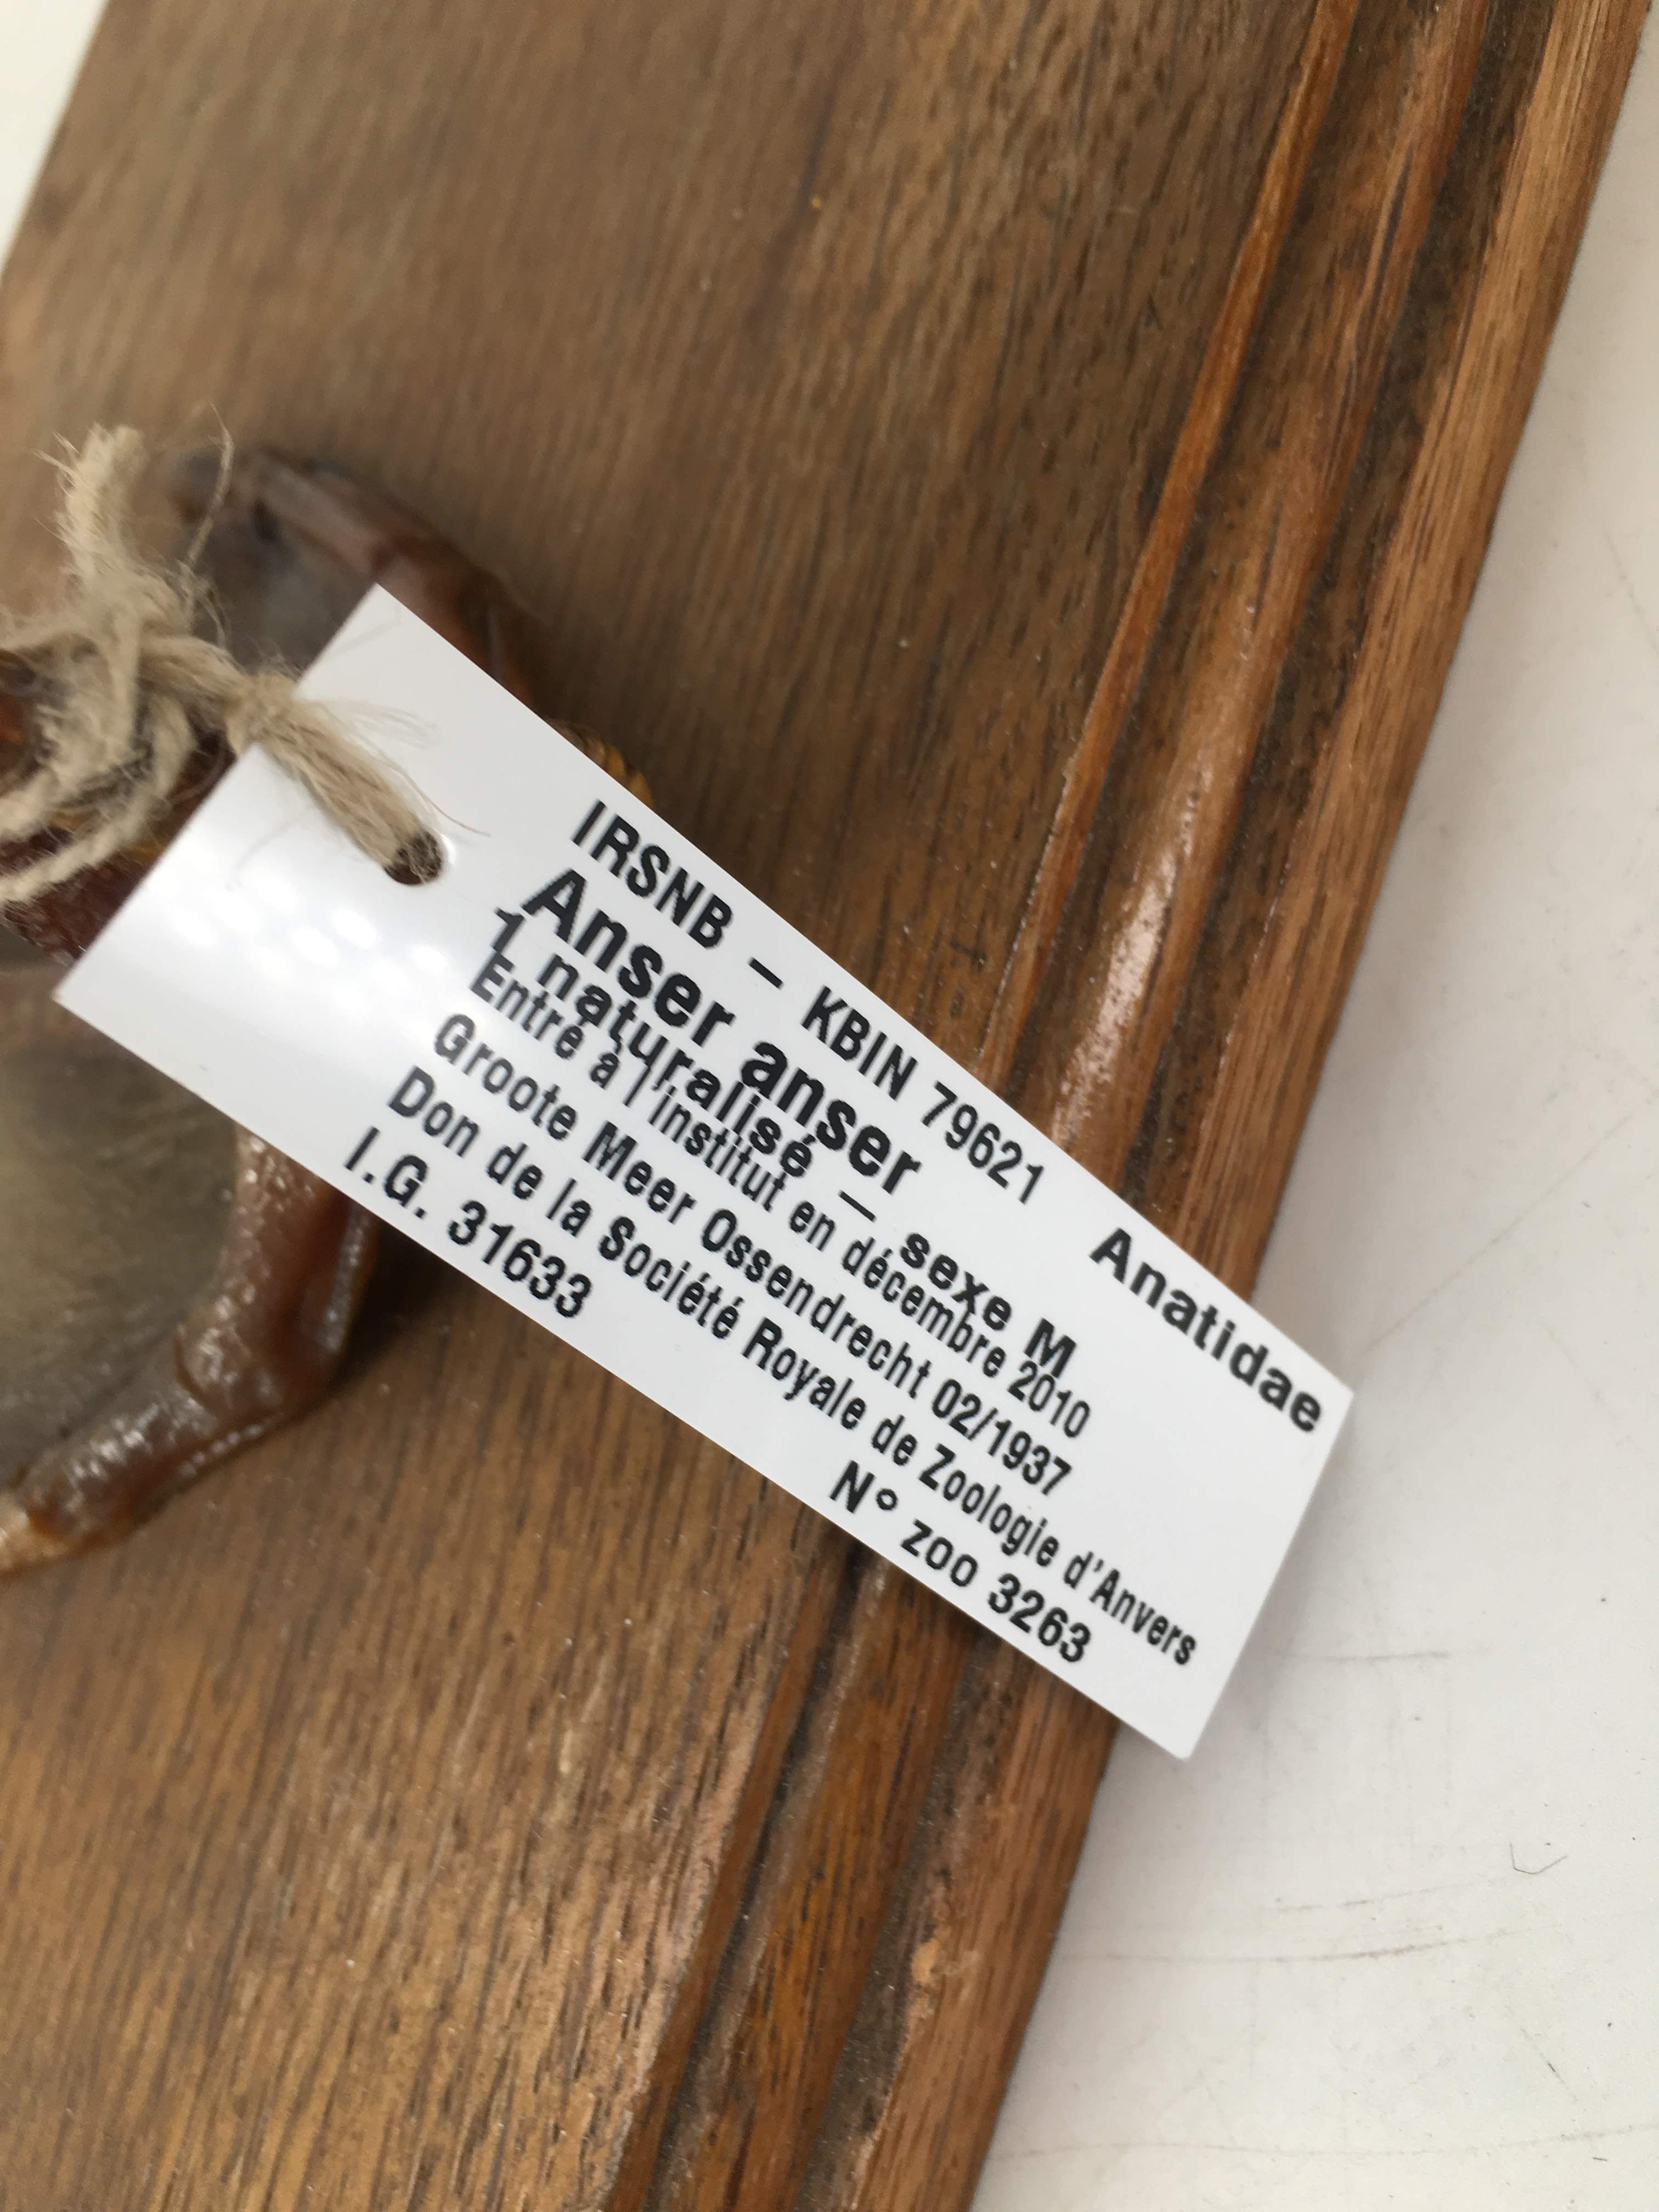 IRSNB – KBIN 79621 Anatidae
Anser anser
1 naturalisé – sexe M
Entré à l'institut en décembre 2010
Groote Meer Ossendrecht 02/1937
Don de la Société Royale de Zoologie d'Anvers
I.G. 31633 N° zoo 3263